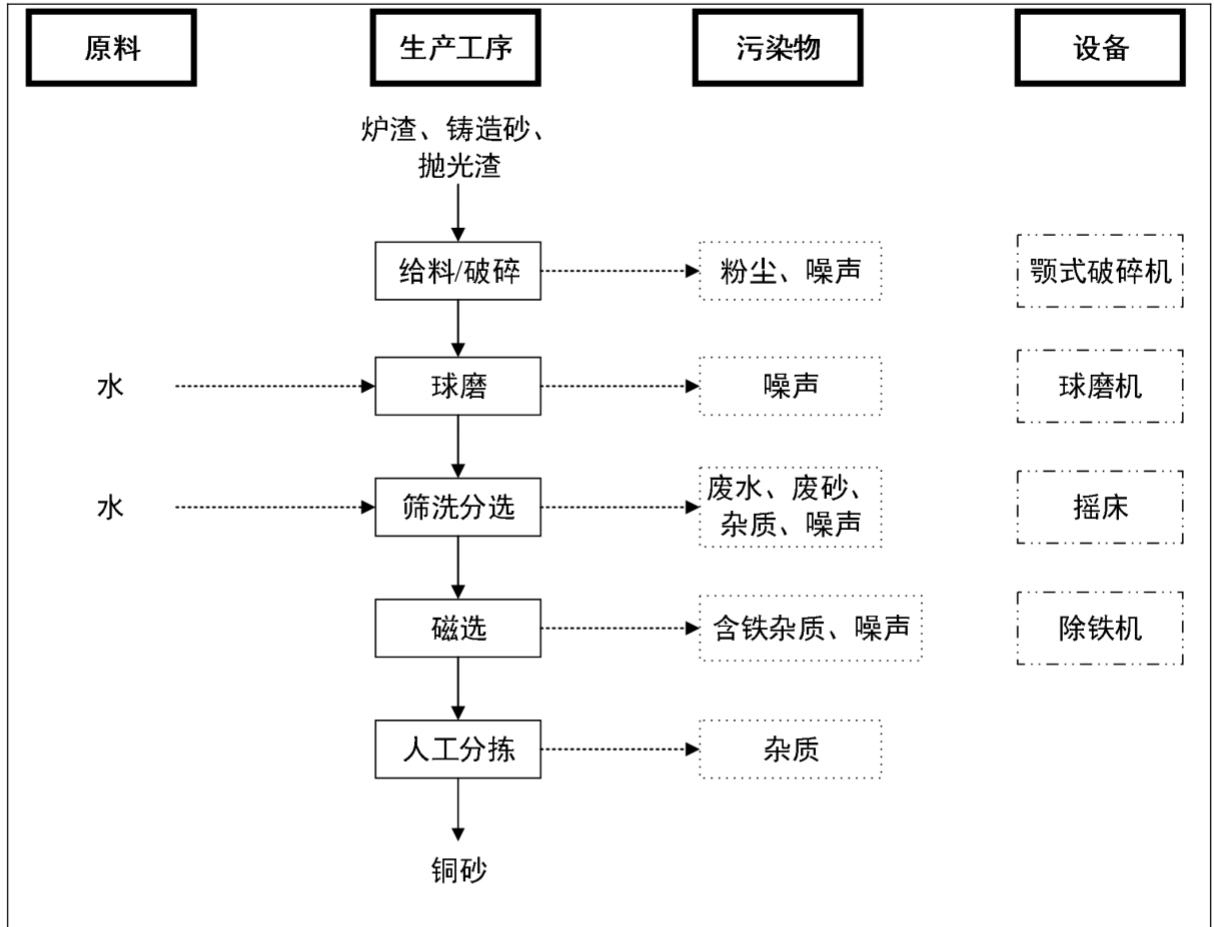 原料
生产工序
污染物
设备
炉渣、铸造砂、
抛光渣
给料/破碎
粉尘、噪声
颚式破碎机
水
球磨
噪声
球磨机
水
筛洗分选
废水、废砂、
杂质、噪声
摇床
磁选
含铁杂质、噪声
除铁机
人工分拣
杂质
铜砂